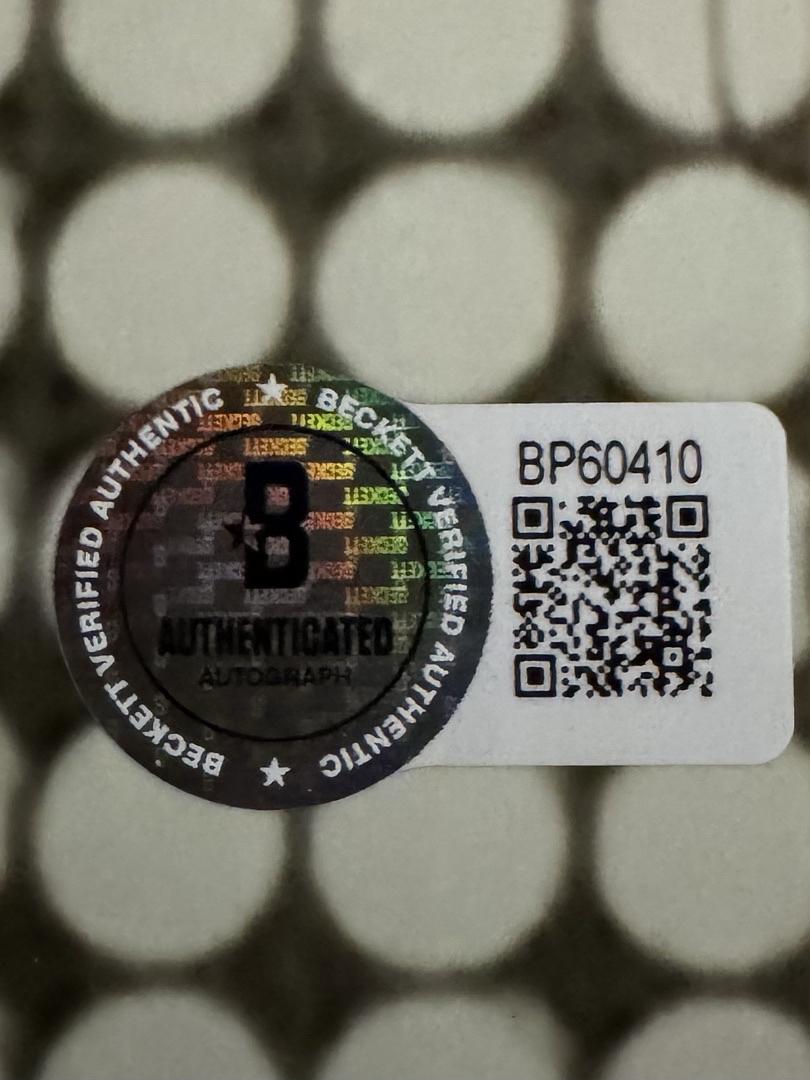 BECKETT VERIFIED AUTHENTIC ★ BECKETT VERIFIED AUTHENTIC ★
B
AUTHENTICATED
AUTOGRAPH
BP60410